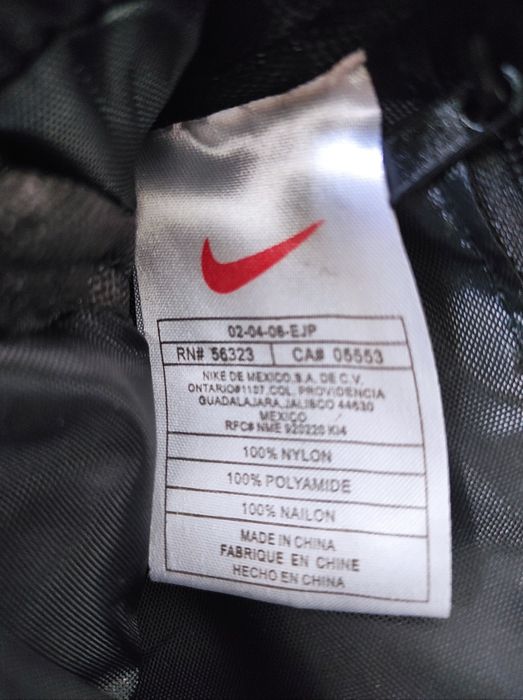 02-04-06-EJP
RN# 56323 CA# 05553
NIKE DE MEXICO,S.A. DE C.V.
ONTARIO#1107,COL. PROVIDENCIA
GUADALAJARA,JALISCO 44630
MEXICO
RFC# NME 920220 KI4
100% NYLON
100% POLYAMIDE
100% NAILON
MADE IN CHINA
FABRIQUE EN CHINE
HECHO EN CHINA